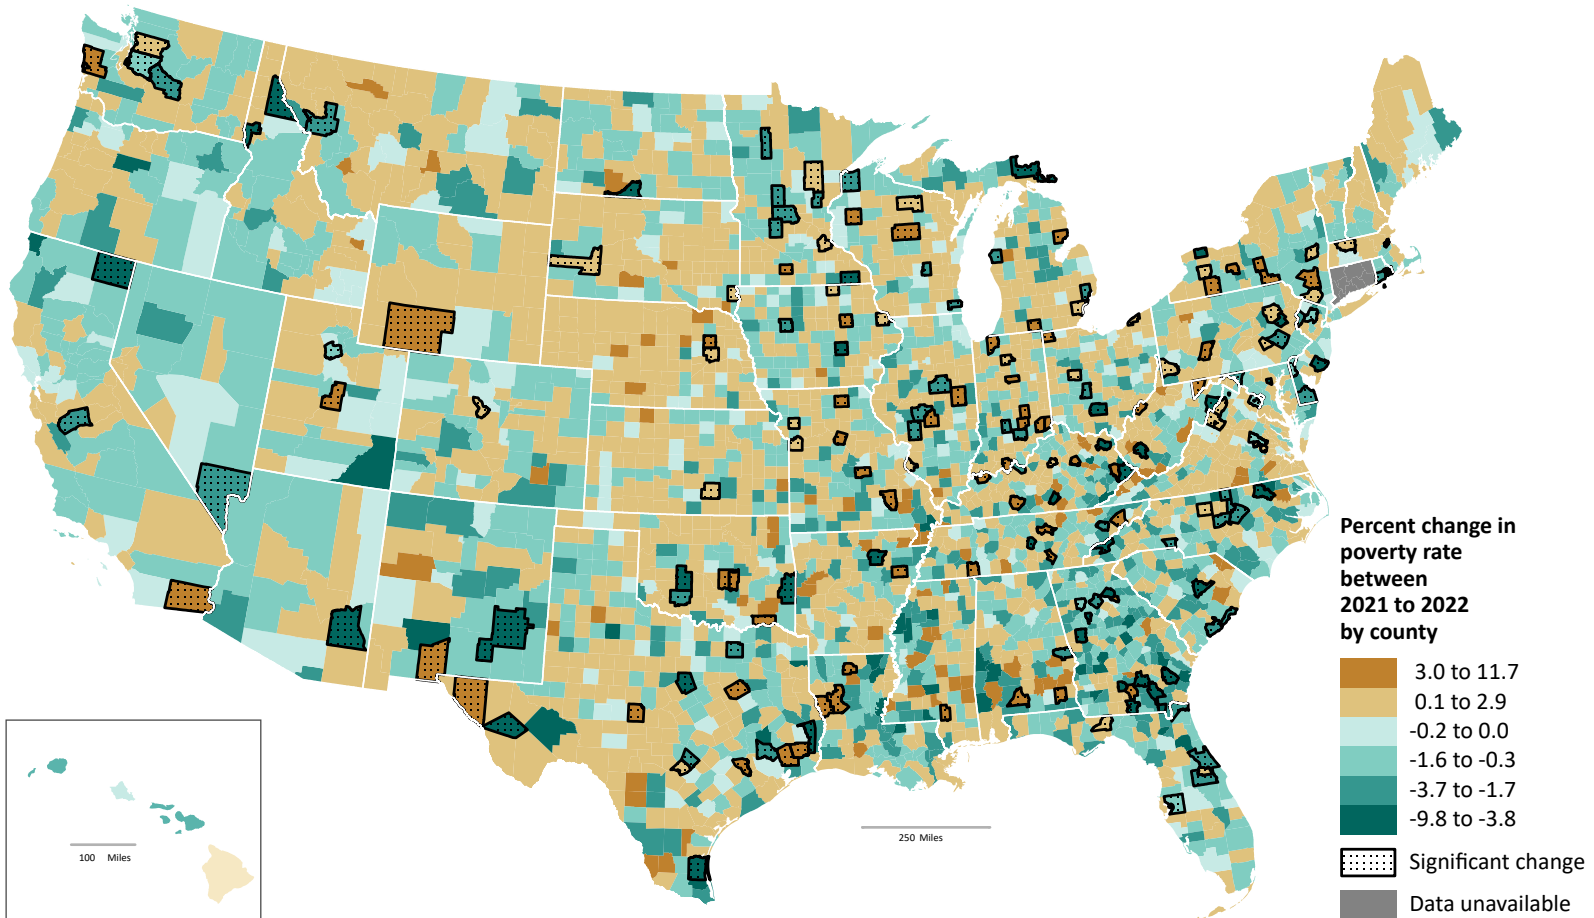 Percent change in
poverty rate
between
2021 to 2022
by county
3.0 to 11.7
0.1 to 2.9
-0.2 to 0.0
-1.6 to -0.3
-3.7 to -1.7
-9.8 to -3.8
Significant change
Data unavailable
250 Miles
100 Miles